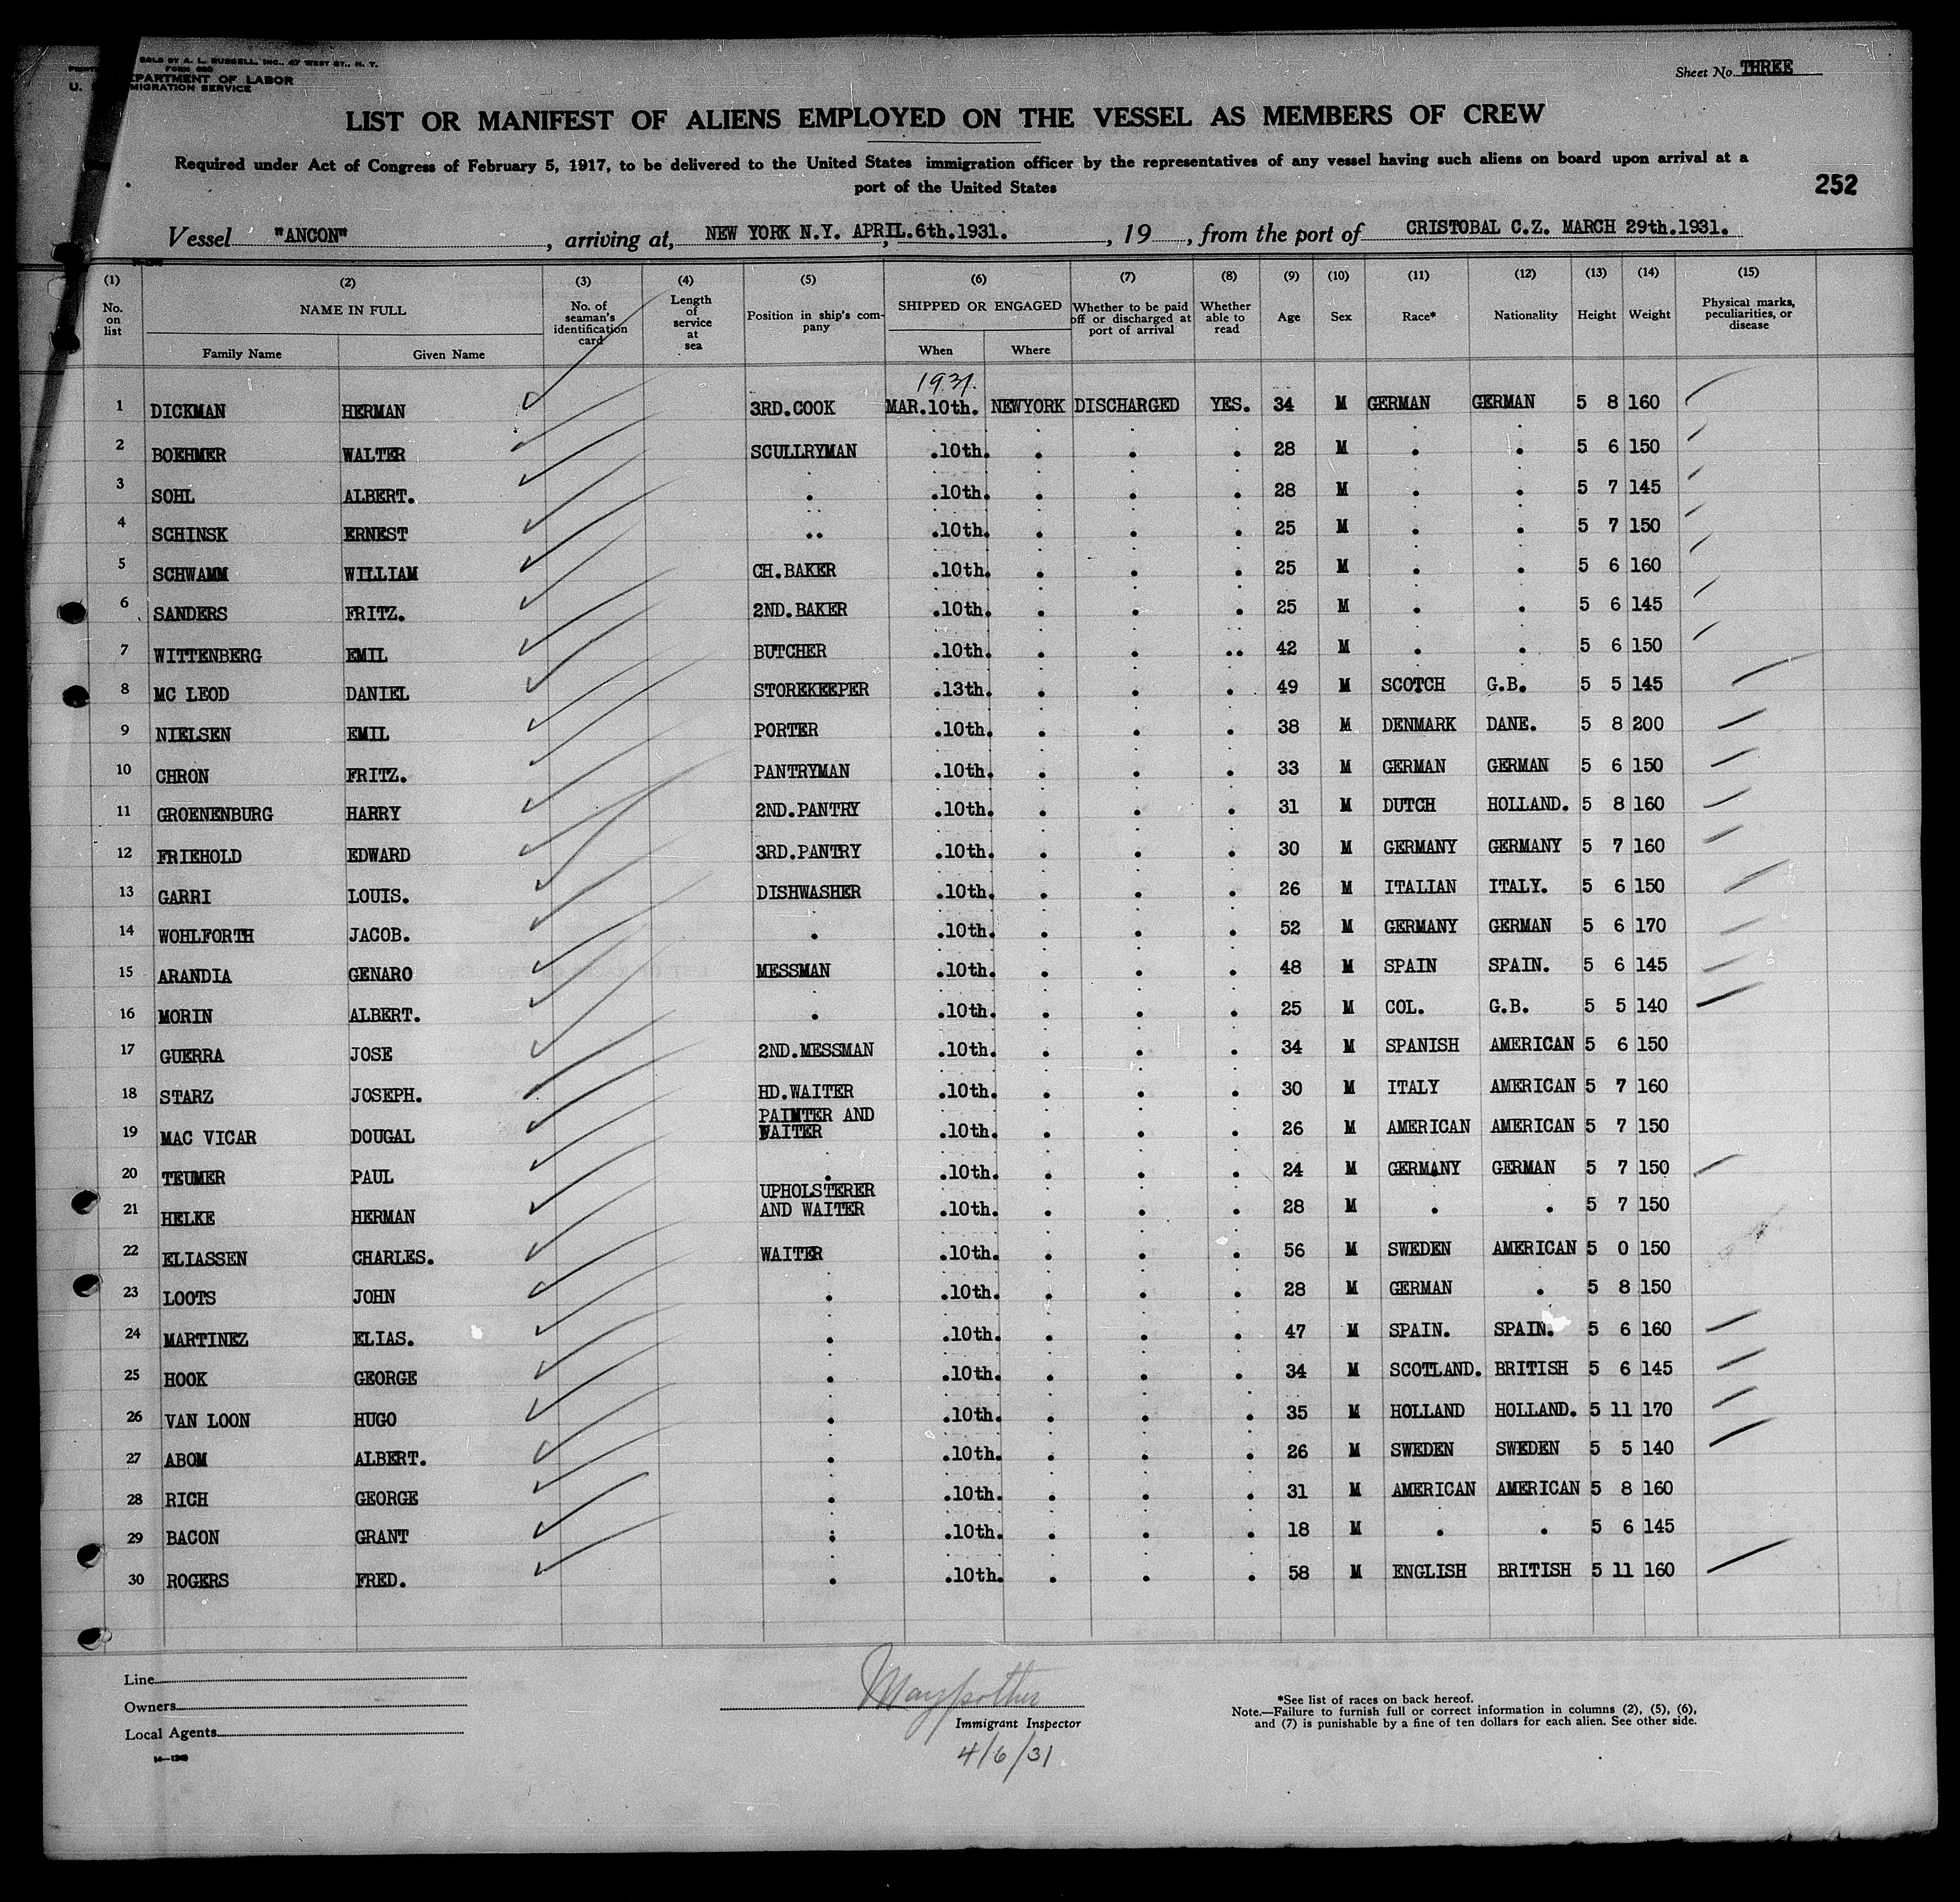 SOLD BY A. L. RUSSELL, INC., 47 WEST ST., N. Y.
FORM 680
DEPARTMENT OF LABOR
IMMIGRATION SERVICE
Sheet No. THREE
LIST OR MANIFEST OF ALIENS EMPLOYED ON THE VESSEL AS MEMBERS OF CREW
Required under Act of Congress of February 5, 1917, to be delivered to the United States immigration officer by the representatives of any vessel having such aliens on board upon arrival at a
port of the United States
252
Vessel "ANCON", arriving at, NEW YORK N.Y. APRIL.6th.1931., 19, from the port of CRISTOBAL C.Z. MARCH 29th.1931.
(1) (2) (3) (4) (5) (6) (7) (8) (9) (10) (11) (12) (13) (14) (15)
No. on list NAME IN FULL Family Name Given Name No. of seaman's identification card Length of service at sea Position in ship's company SHIPPED OR ENGAGED When Where Whether to be paid off or discharged at port of arrival Whether able to read Age Sex Race* Nationality Height Weight Physical marks, peculiarities, or disease
1931.
1 DICKMAN HERMAN 3RD.COOK MAR.10th. NEWYORK DISCHARGED YES. 34 M GERMAN GERMAN 5 8 160
2 BOEHMER WALTER SCULLRYMAN .10th. . . . 28 M . . 5 6 150
3 SOHL ALBERT. . .10th. . . . 28 M . . 5 7 145
4 SCHINSK ERNEST .. .10th. . . . 25 M . . 5 7 150
5 SCHWAMM WILLIAM CH.BAKER .10th. . . . 25 M . . 5 6 160
6 SANDERS FRITZ. 2ND.BAKER .10th. . . . 25 M . . 5 6 145
7 WITTENBERG EMIL BUTCHER .10th. . . .. 42 M . . 5 6 150
8 MC LEOD DANIEL STOREKEEPER .13th. . . . 49 M SCOTCH G.B. 5 5 145
9 NIELSEN EMIL PORTER .10th. . . . 38 M DENMARK DANE. 5 8 200
10 CHRON FRITZ. PANTRYMAN .10th. . . . 33 M GERMAN GERMAN 5 6 150
11 GROENENBURG HARRY 2ND.PANTRY .10th. . . . 31 M DUTCH HOLLAND. 5 8 160
12 FRIEHOLD EDWARD 3RD.PANTRY .10th. . . . 30 M GERMANY GERMANY 5 7 160
13 GARRI LOUIS. DISHWASHER .10th. . . . 26 M ITALIAN ITALY. 5 6 150
14 WOHLFORTH JACOB. . .10th. . . . 52 M GERMANY GERMAN 5 6 170
15 ARANDIA GENARO MESSMAN .10th. . . . 48 M SPAIN SPAIN. 5 6 145
16 MORIN ALBERT. . .10th. . . . 25 M COL. G.B. 5 5 140
17 GUERRA JOSE 2ND.MESSMAN .10th. . . . 34 M SPANISH AMERICAN 5 6 150
18 STARZ JOSEPH. HD.WAITER .10th. . . . 30 M ITALY AMERICAN 5 7 160
19 MAC VICAR DOUGAL PAINTER AND WAITER .10th. . . . 26 M AMERICAN AMERICAN 5 7 150
20 TEUMER PAUL . .10th. . . . 24 M GERMANY GERMAN 5 7 150
21 HELKE HERMAN UPHOLSTERER AND WAITER .10th. . . . 28 M . . 5 7 150
22 ELIASSEN CHARLES. WAITER .10th. . . . 56 M SWEDEN AMERICAN 5 0 150
23 LOOTS JOHN . .10th. . . . 28 M GERMAN . 5 8 150
24 MARTINEZ ELIAS. . .10th. . . . 47 M SPAIN. SPAIN. 5 6 160
25 HOOK GEORGE . .10th. . . . 34 M SCOTLAND. BRITISH 5 6 145
26 VAN LOON HUGO . .10th. . . . 35 M HOLLAND HOLLAND. 5 11 170
27 ABOM ALBERT. . .10th. . . . 26 M SWEDEN SWEDEN 5 5 140
28 RICH GEORGE . .10th. . . . 31 M AMERICAN AMERICAN 5 8 160
29 BACON GRANT : .10th. . . . 18 M . . 5 6 145
30 ROGERS FRED. . .10th. . . . 58 M ENGLISH BRITISH 5 11 160
Line
Owners
Local Agents
14—1240
Immigrant Inspector
4/6/31
*See list of races on back hereof.
Note.—Failure to furnish full or correct information in columns (2), (5), (6),
and (7) is punishable by a fine of ten dollars for each alien. See other side.